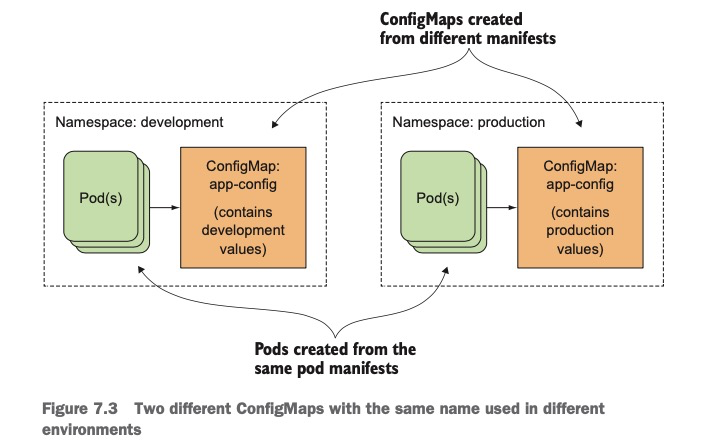 ConfigMaps created
from different manifests
Namespace: development
Pod(s)
ConfigMap:
app-config
(contains
development
values)
Namespace: production
Pod(s)
ConfigMap:
app-config
(contains
production
values)
Pods created from the
same pod manifests
Figure 7.3 Two different ConfigMaps with the same name used in different
environments